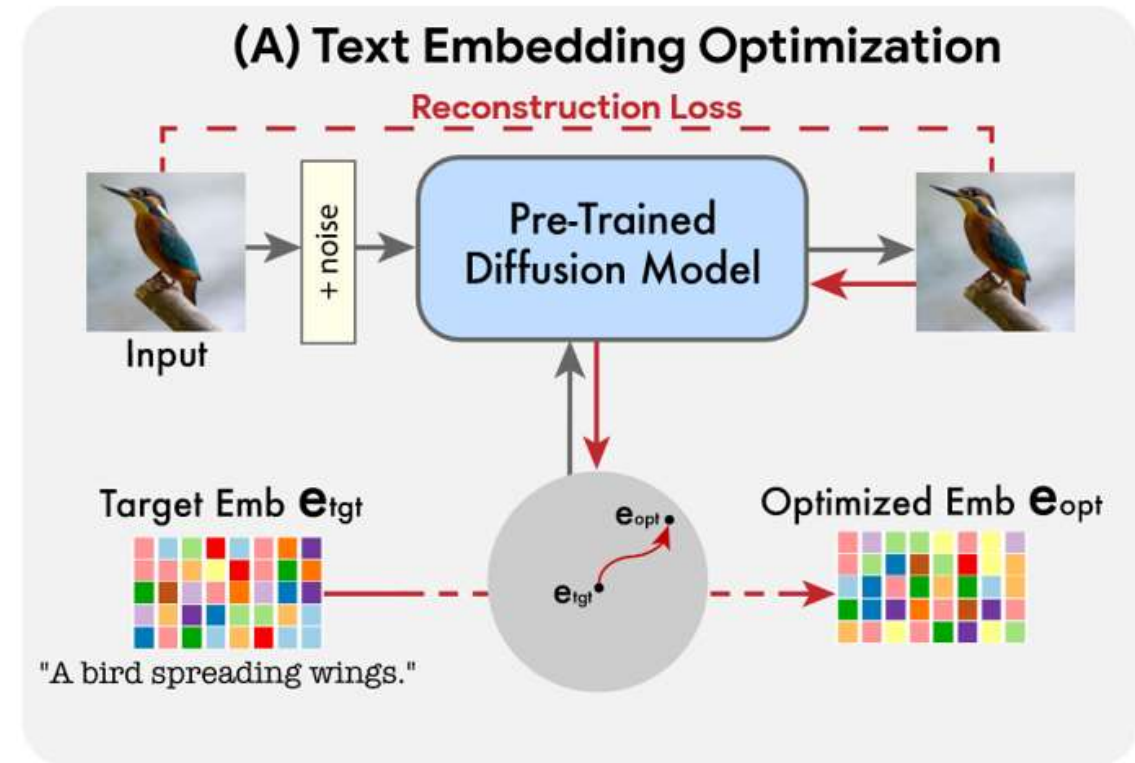 (A) Text Embedding Optimization
Reconstruction Loss
+ noise
Pre-Trained
Diffusion Model
Input
Target Emb etgt
eopt
etgt
Optimized Emb eopt
"A bird spreading wings."